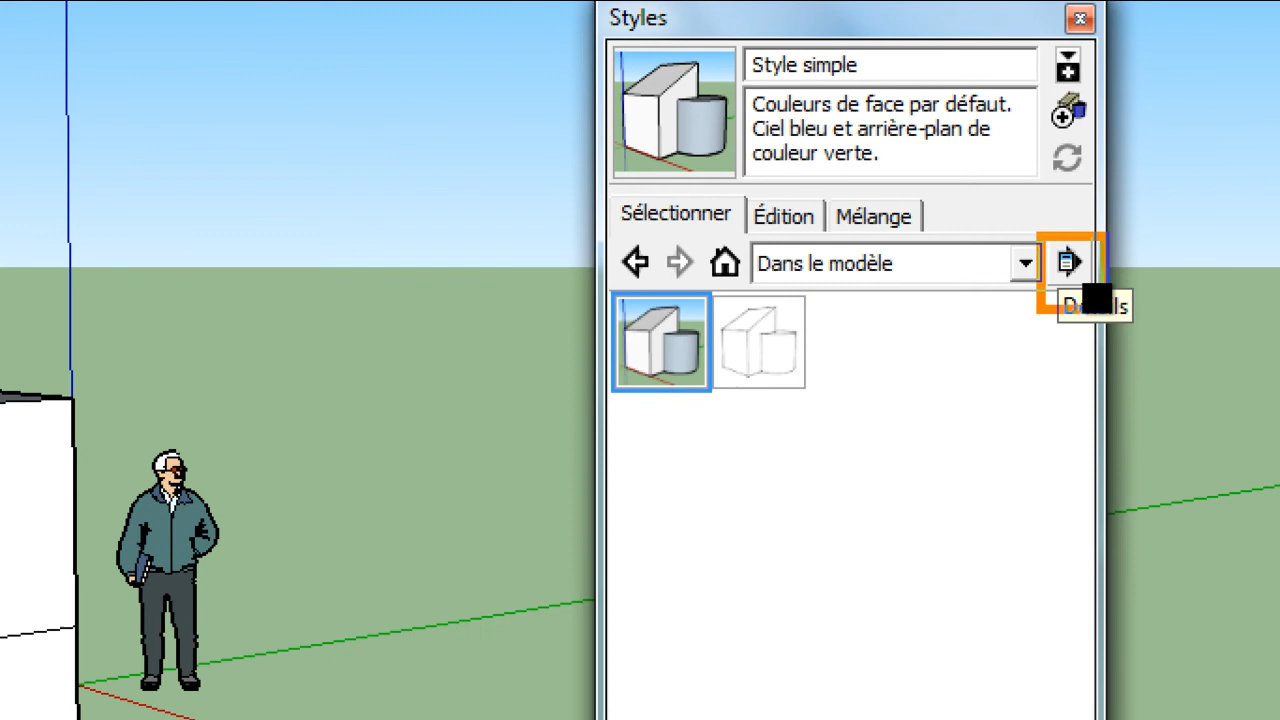 Styles
Style simple
Couleurs de face par défaut.
Ciel bleu et arrière-plan de
couleur verte.
Sélectionner
Édition
Mélange
Dans le modèle